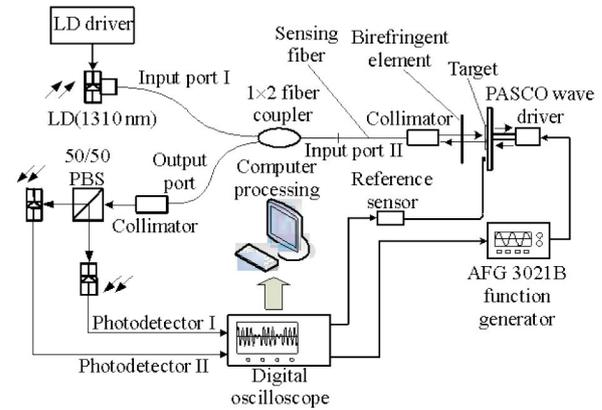 LD driver
Input port I
LD(1310 nm)
1×2 fiber
coupler
Sensing
fiber
Birefringent
element
Target
PASCO wave
driver
Collimator
Input port II
50/50
PBS
Output
port
Collimator
Computer
processing
Reference
sensor
AFG 3021B
function
generator
Photodetector I
Photodetector II
Digital
oscilloscope